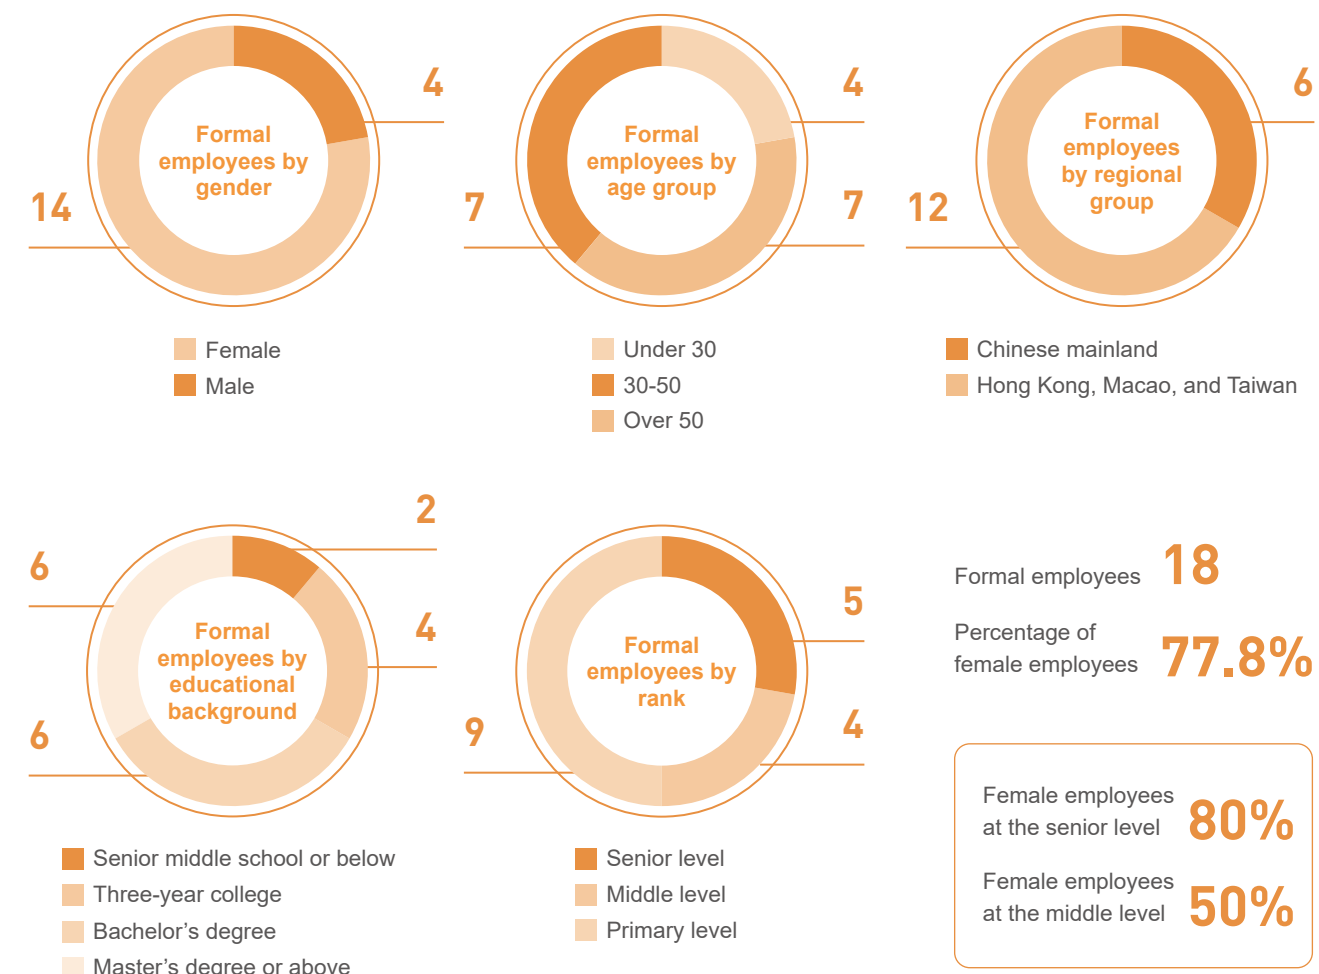 4
14
Formal
employees by
gender
Female
Male
4
7
7
Formal
employees by
age group
Under 30
30-50
Over 50
6
12
Formal
employees
by regional
group
Chinese mainland
Hong Kong, Macao, and Taiwan
2
6
4
6
Formal
employees by
educational
background
Senior middle school or below
Three-year college
Bachelor's degree
Master's degree or above
5
9
4
Formal
employees by
rank
Senior level
Middle level
Primary level
Formal employees 18
Percentage of
female employees 77.8%
Female employees
at the senior level 80%
Female employees
at the middle level 50%